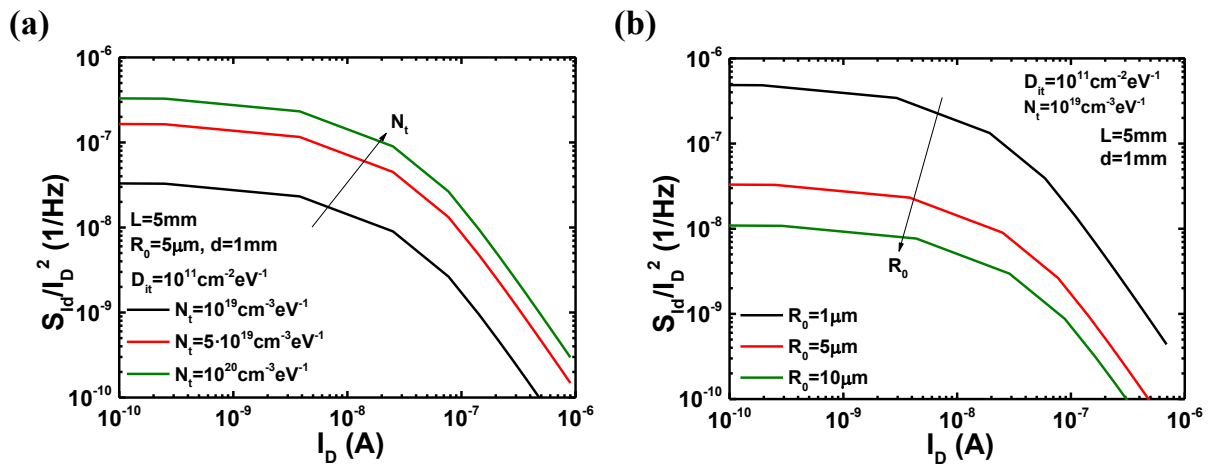 (a)
S_Id/I_D^2 (1/Hz)
10^-6
10^-7
10^-8
10^-9
10^-10
N_t
L=5mm
R_0=5μm, d=1mm
D_it=10^11cm^-2eV^-1
N_t=10^19cm^-3eV^-1
N_t=5·10^19cm^-3eV^-1
N_t=10^20cm^-3eV^-1
10^-10 10^-9 10^-8 10^-7 10^-6
I_D (A)
(b)
S_Id/I_D^2 (1/Hz)
10^-6
10^-7
10^-8
10^-9
10^-10
D_it=10^11cm^-2eV^-1
N_t=10^19cm^-3eV^-1
L=5mm
d=1mm
R_0
R_0=1μm
R_0=5μm
R_0=10μm
10^-10 10^-9 10^-8 10^-7 10^-6
I_D (A)